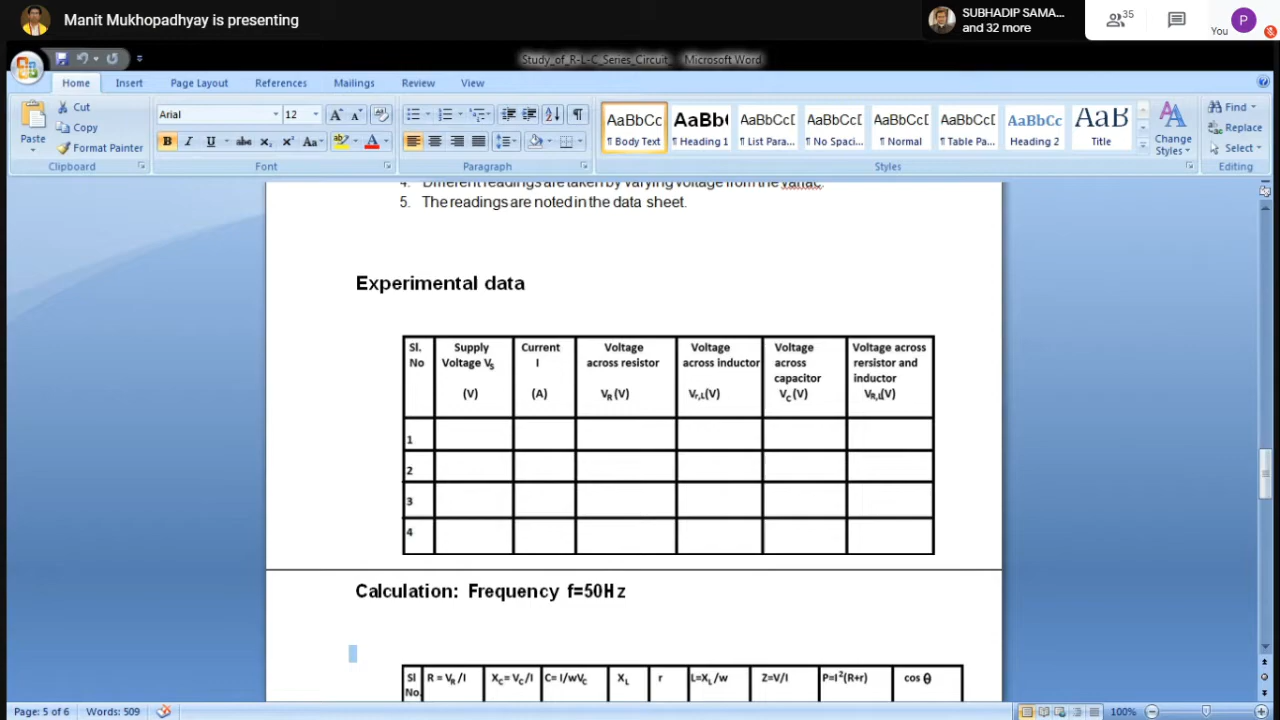 Manit Mukhopadhyay is presenting
SUBHADIP SAMA...
and 32 more
35
You
P
Study_of_R-L-C_Series_Circuit Microsoft Word
Home Insert Page Layout References Mailings Review View
Paste
Cut
Copy
Format Painter
Clipboard
Arial 12
Font
Paragraph
AaBbCc AaBb( AaBbC( AaBbC( AaBbC( AaBbC( AaBbCc AaB
¶ Body Text ¶ Heading 1 ¶ List Para... ¶ No Spaci... ¶ Normal ¶ Table Pa... Heading 2 Title
Styles
Change
Styles
Find
Replace
Select
Editing
4. Different readings are taken by varying voltage from the variac.
5. The readings are noted in the data sheet.
Experimental data
Sl.
No
Supply
Voltage VS
(V)
Current
I
(A)
Voltage
across resistor
VR (V)
Voltage
across inductor
Vr,L(V)
Voltage
across
capacitor
VC (V)
Voltage across
rersistor and
inductor
VR,L(V)
1
2
3
4
Calculation: Frequency f=50Hz
Sl
No.
R = VR /I
XC= VC/I
C= I/wVC
XL
r
L=XL/w
Z=V/I
P=I²(R+r)
cos θ
Page: 5 of 6 Words: 509
100%